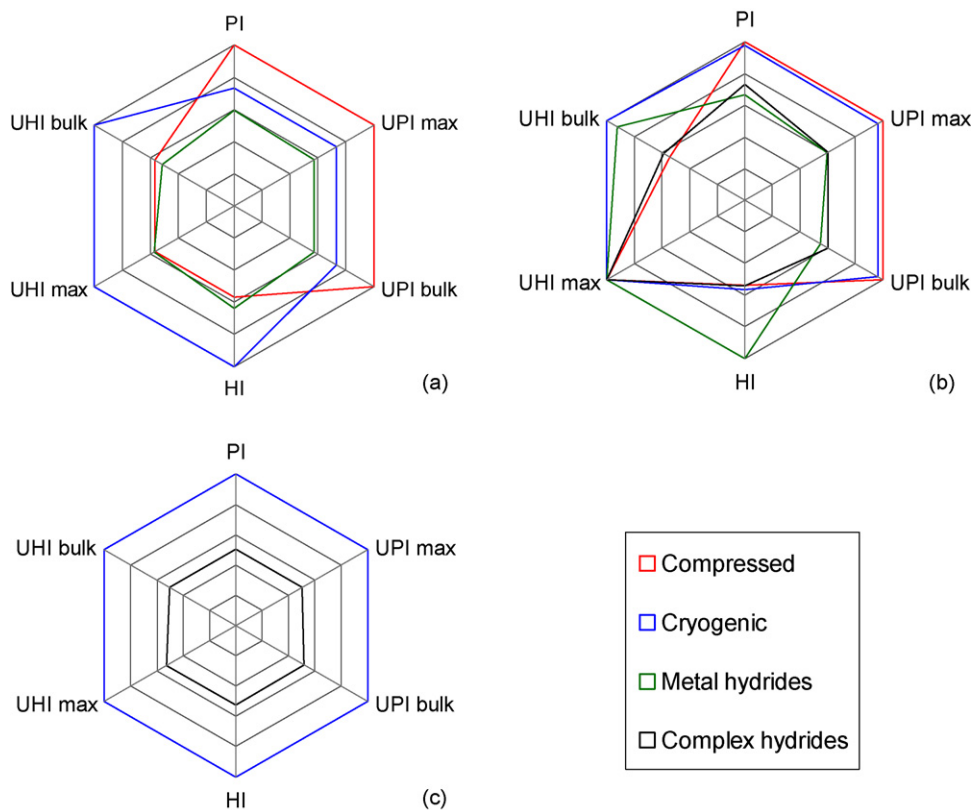 PI
UHI bulk
UPI max
UHI max
UPI bulk
HI
(a)
PI
UHI bulk
UPI max
UHI max
UPI bulk
HI
(b)
PI
UHI bulk
UPI max
UHI max
UPI bulk
HI
(c)
Compressed
Cryogenic
Metal hydrides
Complex hydrides